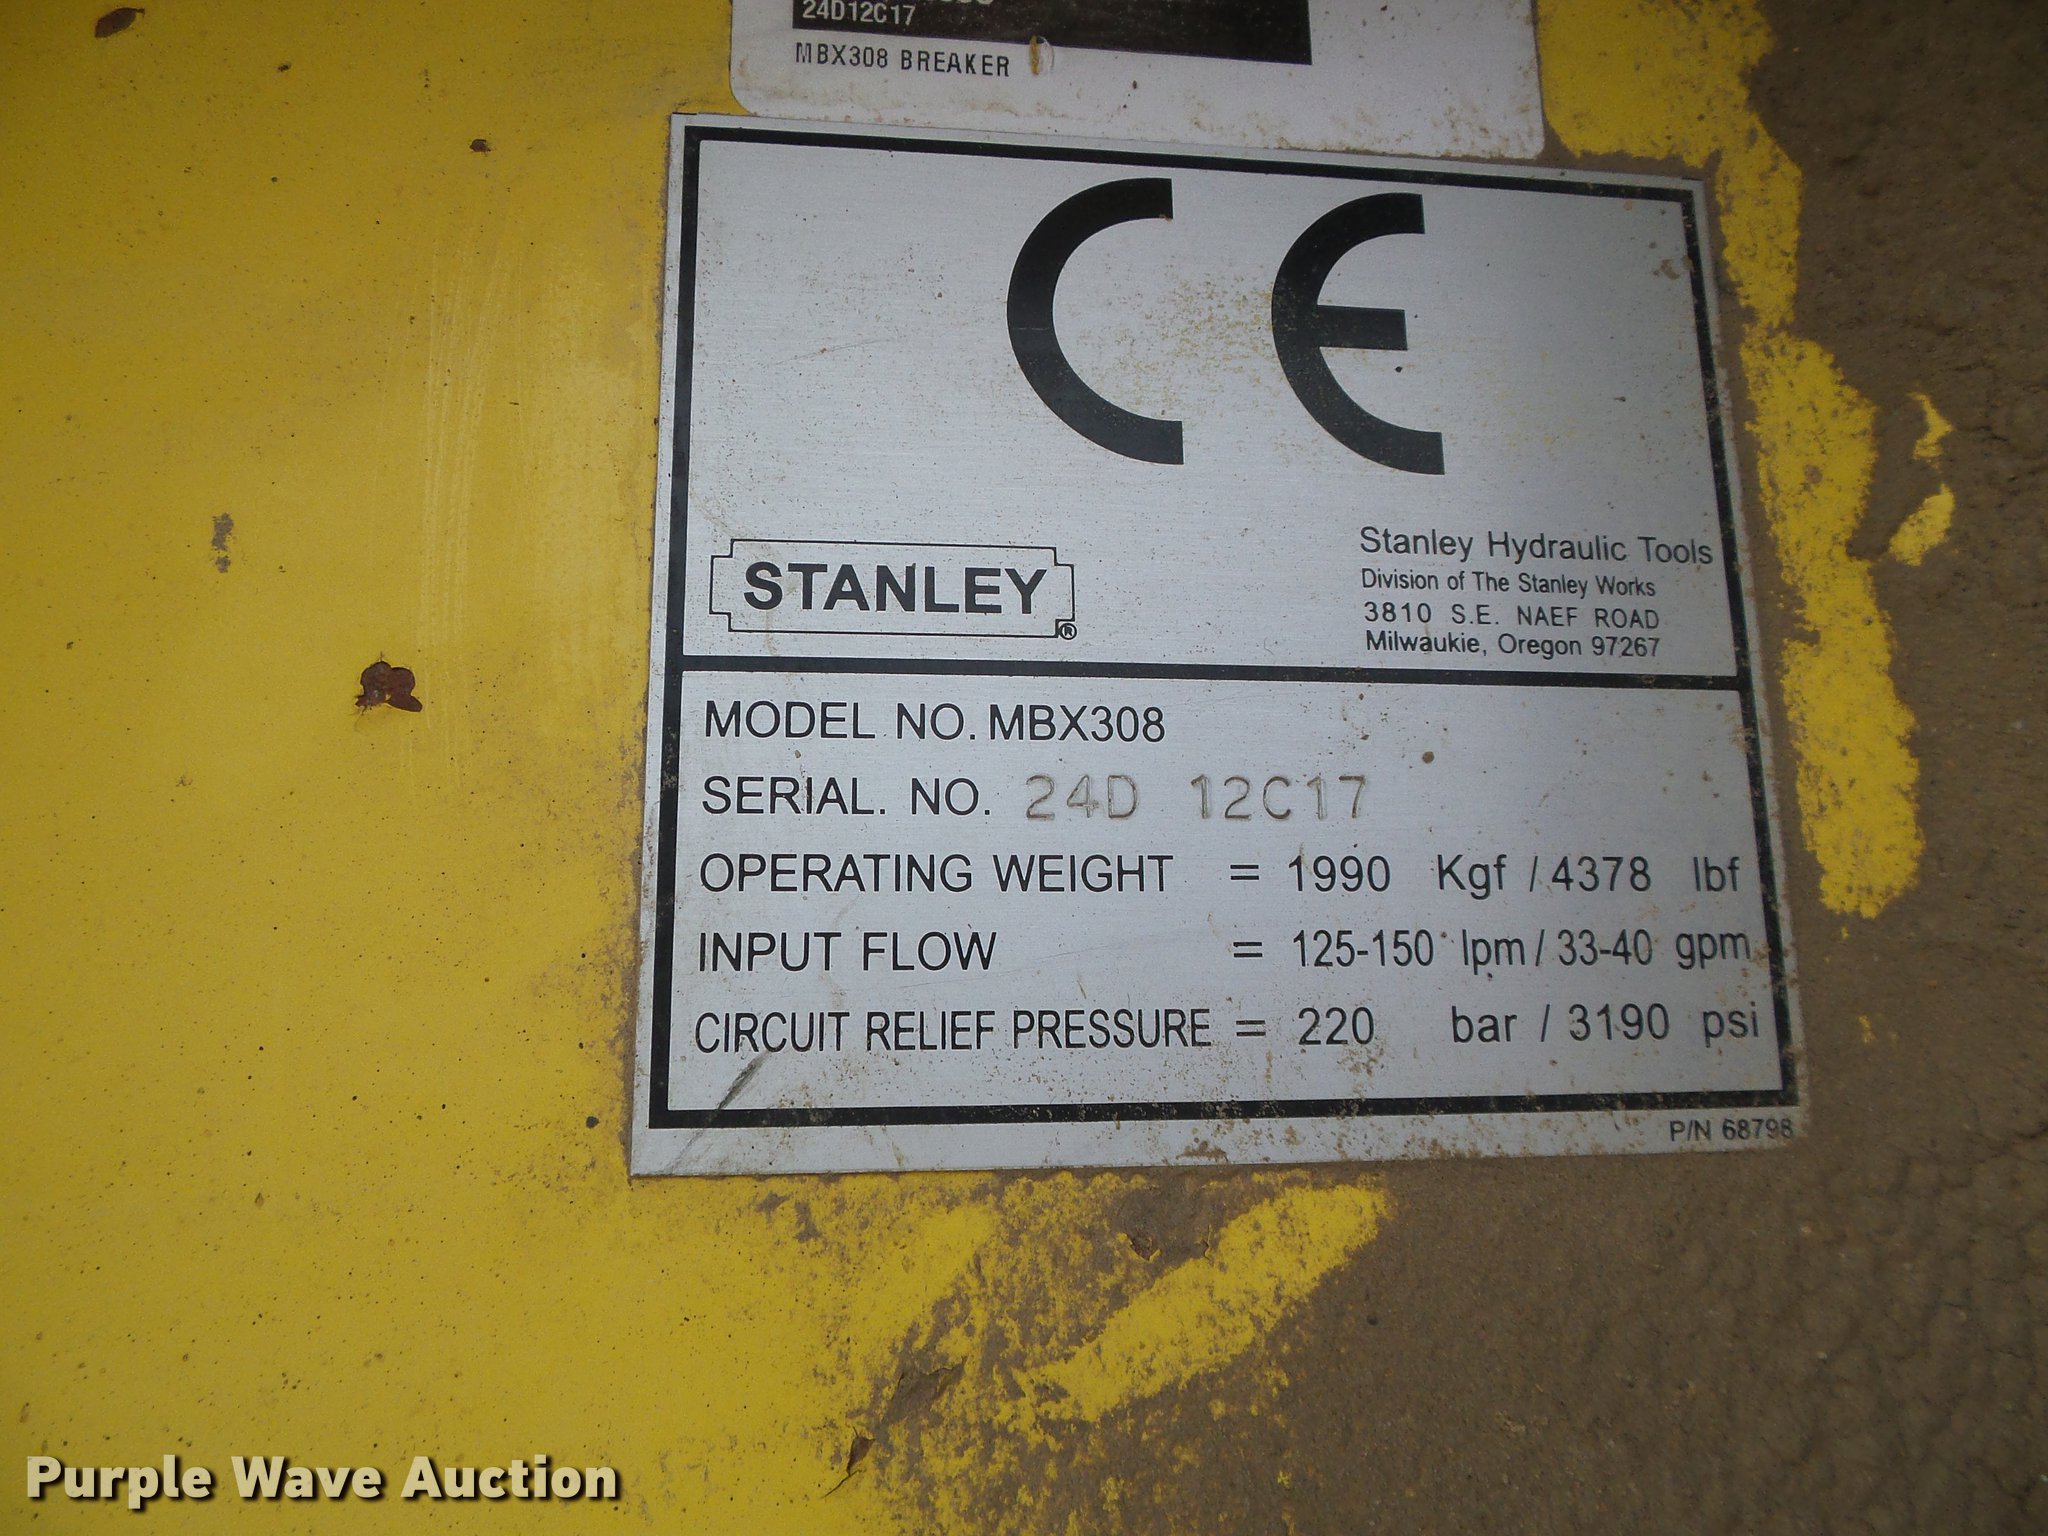 24D12C17
MBX308 BREAKER
CE
STANLEY®
Stanley Hydraulic Tools
Division of The Stanley Works
3810 S.E. NAEF ROAD
Milwaukie, Oregon 97267
MODEL NO. MBX308
SERIAL. NO. 24D 12C17
OPERATING WEIGHT = 1990 Kgf / 4378 lbf
INPUT FLOW = 125-150 lpm / 33-40 gpm
CIRCUIT RELIEF PRESSURE = 220 bar / 3190 psi
P/N 68798
Purple Wave Auction